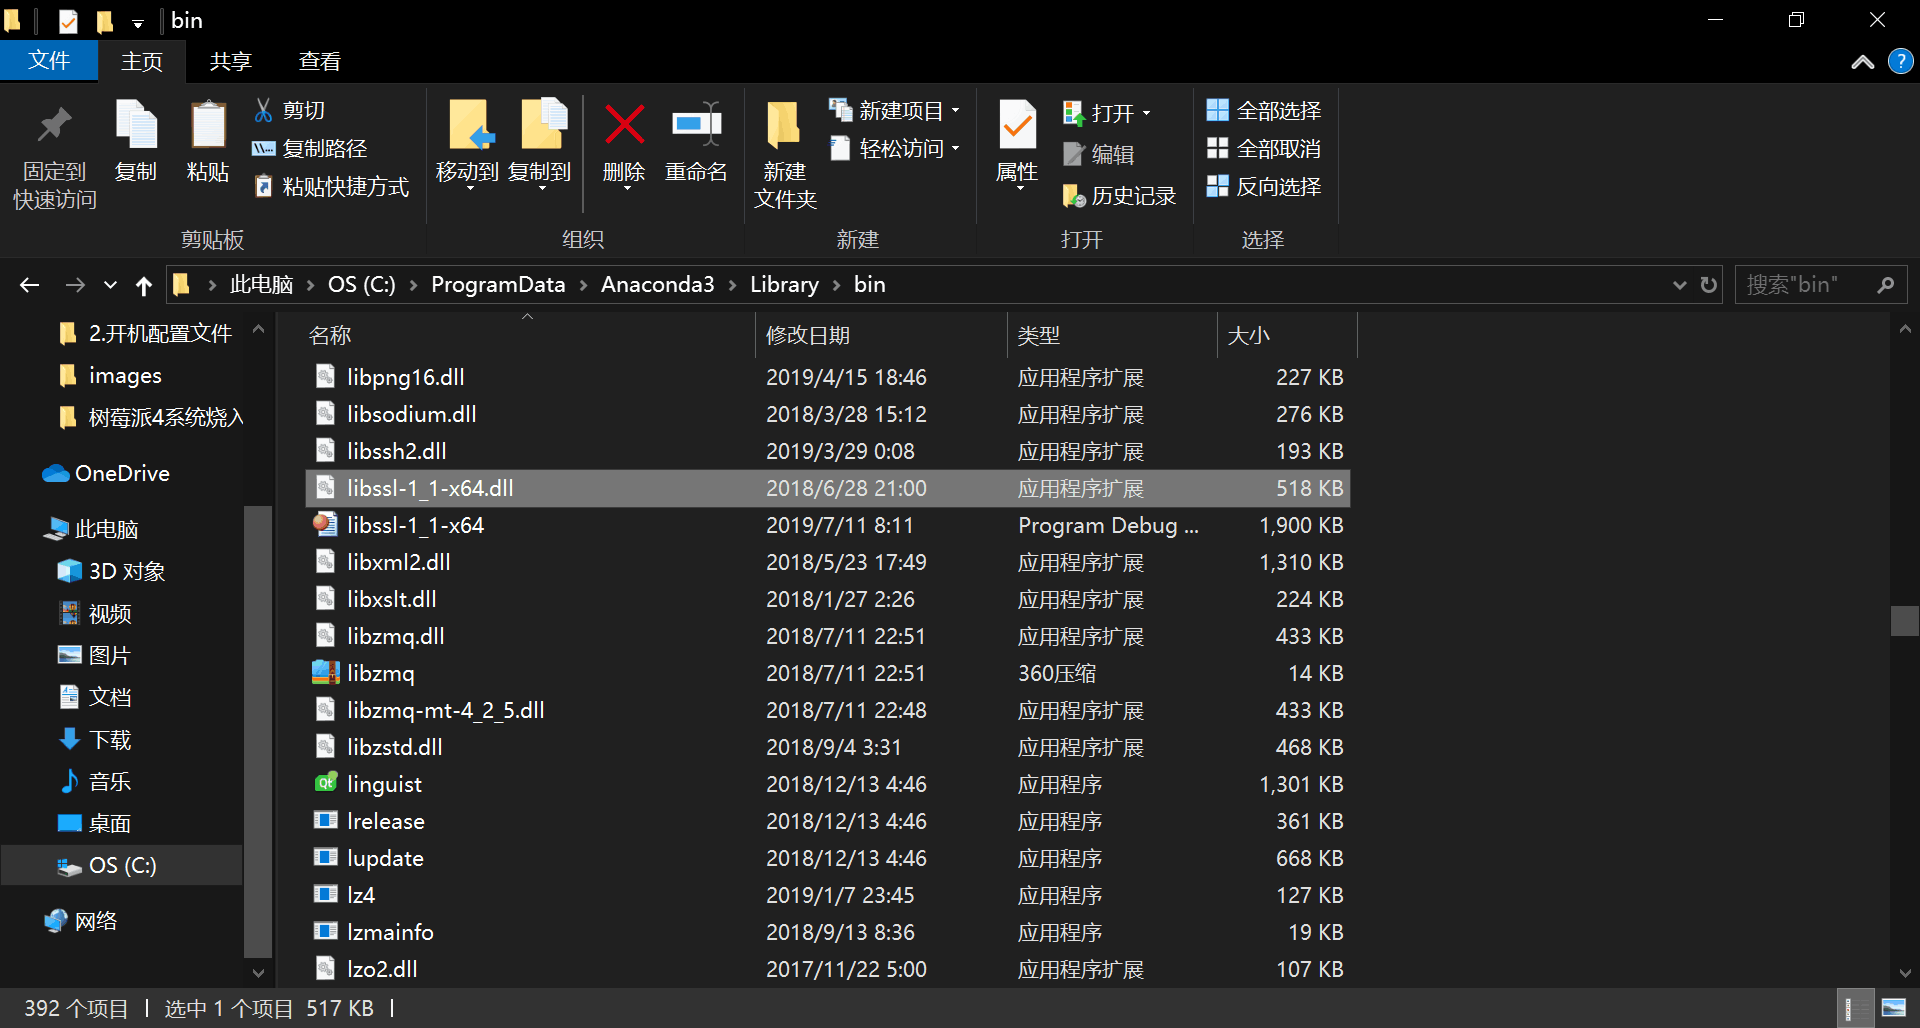 bin
文件 主页 共享 查看
固定到
快速访问
复制
粘贴
剪切
复制路径
粘贴快捷方式
剪贴板
移动到
复制到
删除
重命名
组织
新建
文件夹
新建项目
轻松访问
新建
属性
打开
编辑
历史记录
打开
全部选择
全部取消
反向选择
选择
此电脑 > OS (C:) > ProgramData > Anaconda3 > Library > bin
搜索"bin"
2.开机配置文件
images
树莓派4系统烧入
OneDrive
此电脑
3D 对象
视频
图片
文档
下载
音乐
桌面
OS (C:)
网络
名称 修改日期 类型 大小
libpng16.dll 2019/4/15 18:46 应用程序扩展 227 KB
libsodium.dll 2018/3/28 15:12 应用程序扩展 276 KB
libssh2.dll 2019/3/29 0:08 应用程序扩展 193 KB
libssl-1_1-x64.dll 2018/6/28 21:00 应用程序扩展 518 KB
libssl-1_1-x64 2019/7/11 8:11 Program Debug ... 1,900 KB
libxml2.dll 2018/5/23 17:49 应用程序扩展 1,310 KB
libxslt.dll 2018/1/27 2:26 应用程序扩展 224 KB
libzmq.dll 2018/7/11 22:51 应用程序扩展 433 KB
libzmq 2018/7/11 22:51 360压缩 14 KB
libzmq-mt-4_2_5.dll 2018/7/11 22:48 应用程序扩展 433 KB
libzstd.dll 2018/9/4 3:31 应用程序扩展 468 KB
linguist 2018/12/13 4:46 应用程序 1,301 KB
lrelease 2018/12/13 4:46 应用程序 361 KB
lupdate 2018/12/13 4:46 应用程序 668 KB
lz4 2019/1/7 23:45 应用程序 127 KB
lzmainfo 2018/9/13 8:36 应用程序 19 KB
lzo2.dll 2017/11/22 5:00 应用程序扩展 107 KB
392 个项目 选中 1 个项目 517 KB